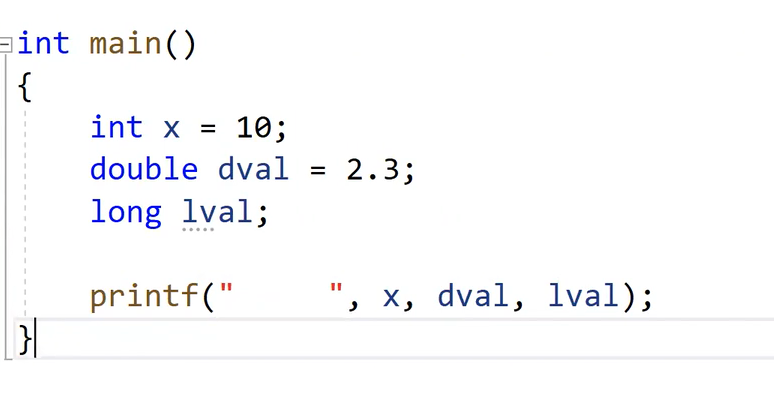 int main()
{
    int x = 10;
    double dval = 2.3;
    long lval;

    printf("     ", x, dval, lval);
}